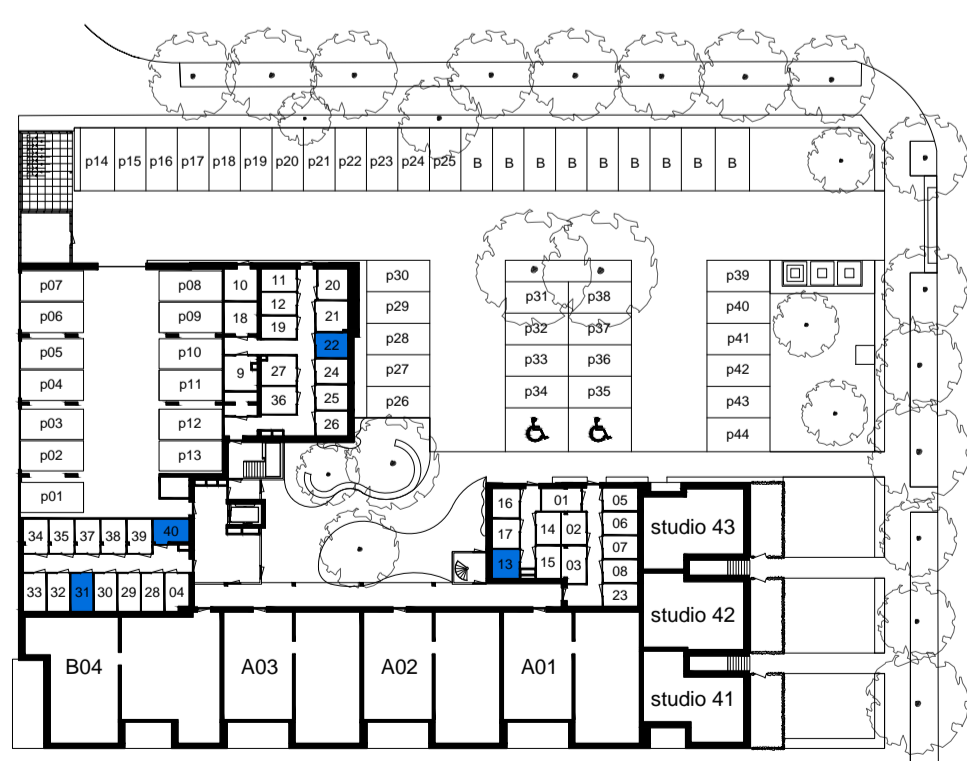 p14 p15 p16 p17 p18 p19 p20 p21 p22 p23 p24 p25 B B B B B B B B B
p07 p08 10 11 20 p30 p39
p06 p09 18 12 21 p29 p31 p38 p40
19
p05 p10 22 p28 p32 p37 p41
p04 p11 9 27 24 p27 p33 p36 p42
p03 p12 36 25 p26 p34 p35 p43
26
p02 p13 p44
p01 16 01 05
34 35 37 38 39 40 17 14 02 06 studio 43
13 15 03 07
08
33 32 31 30 29 28 04 23 studio 42
B04 A03 A02 A01
studio 41